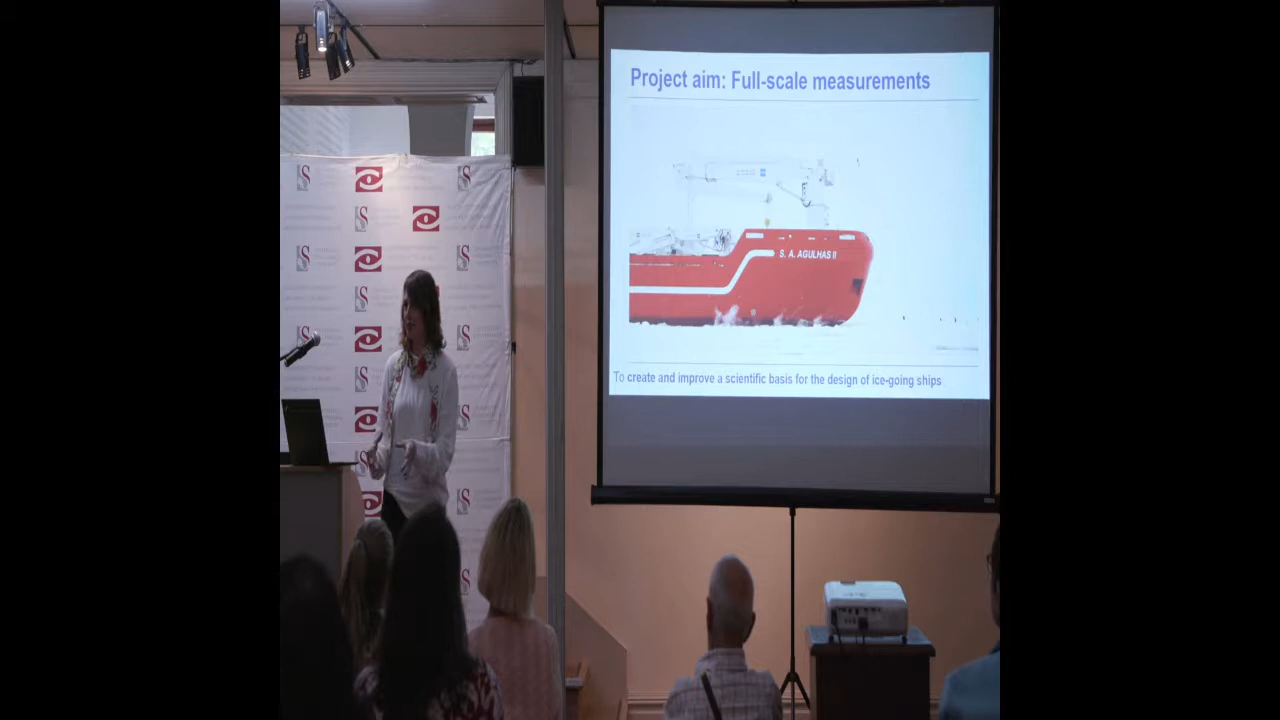 Project aim: Full-scale measurements
S. A. AGULHAS II
To create and improve a scientific basis for the design of ice-going ships